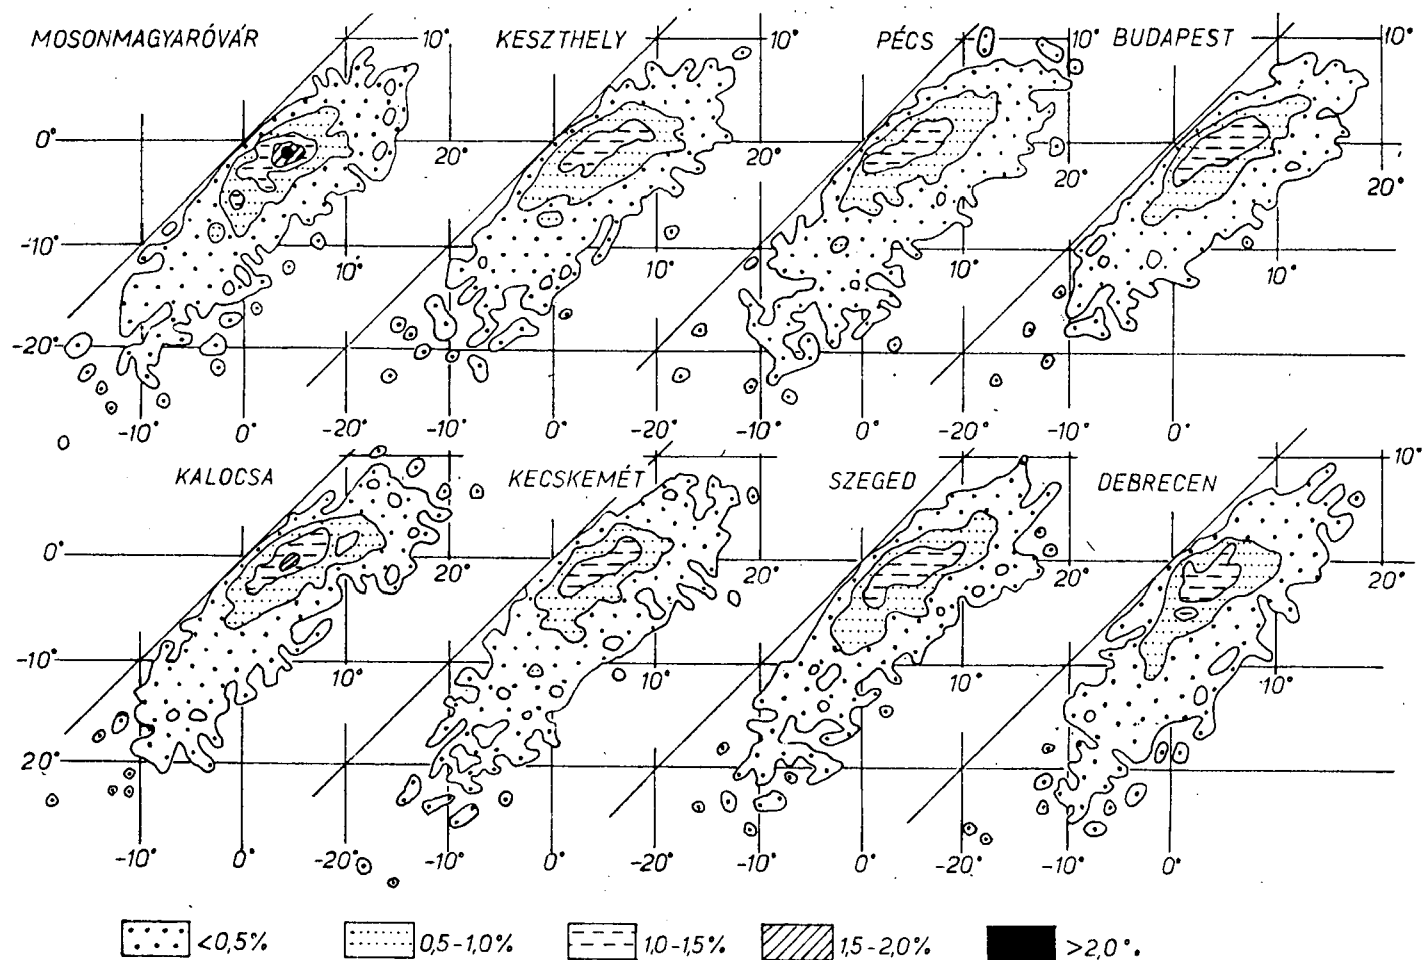 MOSONMAGYARÓVÁR 10° KESZTHELY 10° PÉCS 10° BUDAPEST 10°
0° 20° 20° 20° 20°
-10° 10° 10° 10° 10°
-20°
-10° 0° -20° -10° 0° -20° -10° 0° -20° -10° 0°
KALOCSA KECSKEMÉT SZEGED DEBRECEN 10°
0° 20° 20° 20° 20°
-10° 10° 10° 10° 10°
20°
-10° 0° -20° -10° 0° -20° -10° 0° -20° -10° 0°
<0,5% 0,5-1,0% 1,0-1,5% 1,5-2,0% >2,0°.